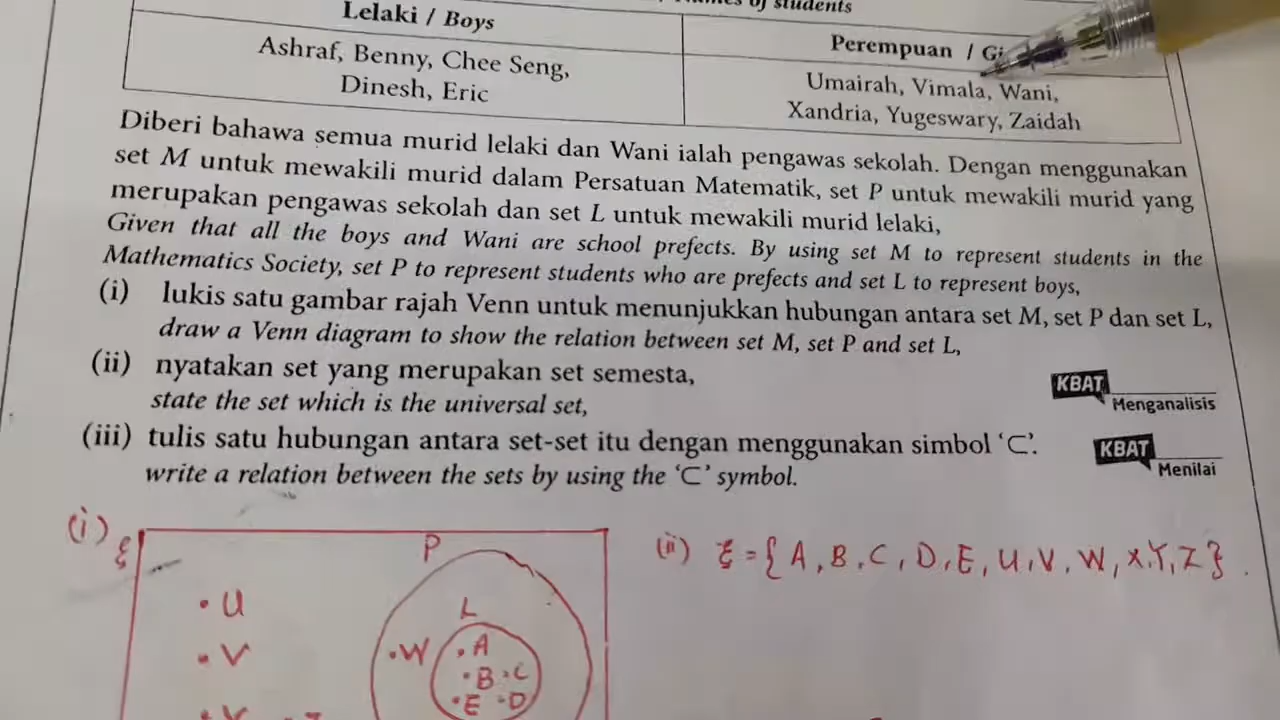 of students
Lelaki / Boys
Perempuan / Gi
Ashraf, Benny, Chee Seng,
Dinesh, Eric
Umairah, Vimala, Wani,
Xandria, Yugeswary, Zaidah
Diberi bahawa semua murid lelaki dan Wani ialah pengawas sekolah. Dengan menggunakan
set M untuk mewakili murid dalam Persatuan Matematik, set P untuk mewakili murid yang
merupakan pengawas sekolah dan set L untuk mewakili murid lelaki,
Given that all the boys and Wani are school prefects. By using set M to represent students in the
Mathematics Society, set P to represent students who are prefects and set L to represent boys,
(i) lukis satu gambar rajah Venn untuk menunjukkan hubungan antara set M, set P dan set L,
draw a Venn diagram to show the relation between set M, set P and set L,
(ii) nyatakan set yang merupakan set semesta,
state the set which is the universal set,
KBAT
Menganalisis
(iii) tulis satu hubungan antara set-set itu dengan menggunakan simbol ‘⊂’.
write a relation between the sets by using the ‘⊂’ symbol.
KBAT
Menilai
(i) ξ
P
(ii) ξ = {A, B, C, D, E, U, V, W, X, Y, Z}.
• U
L
• V
• W
• A
• B • C
• E • D